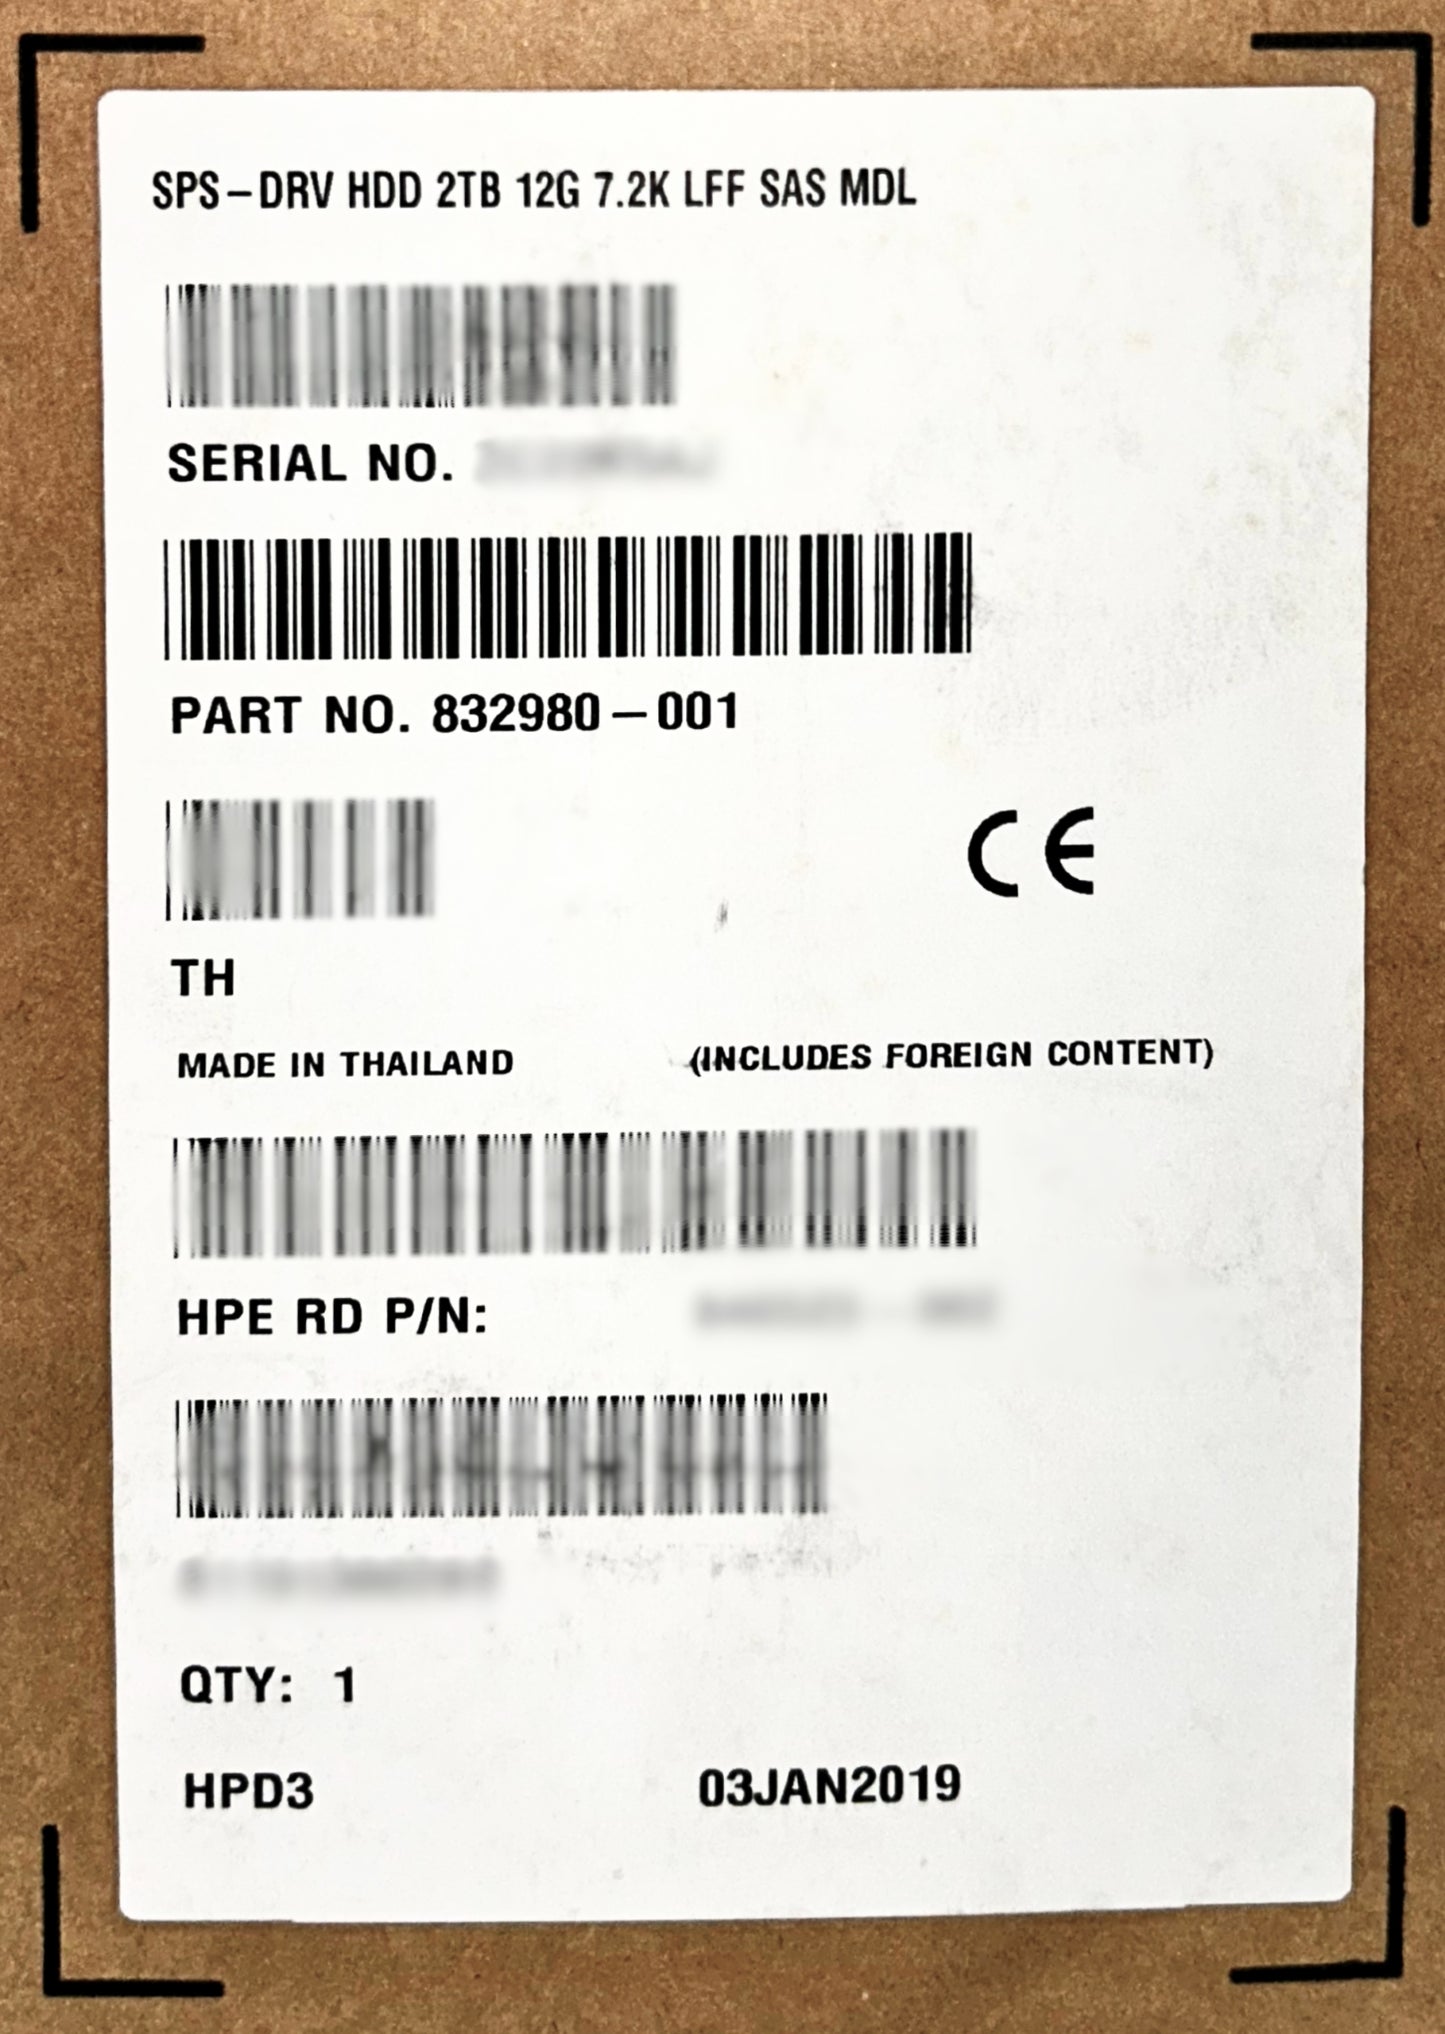 SPS-DRV HDD 2TB 12G 7.2K LFF SAS MDL
SERIAL NO.
PART NO. 832980-001
CE
TH
MADE IN THAILAND (INCLUDES FOREIGN CONTENT)
HPE RD P/N:
QTY: 1
HPD3 03JAN2019